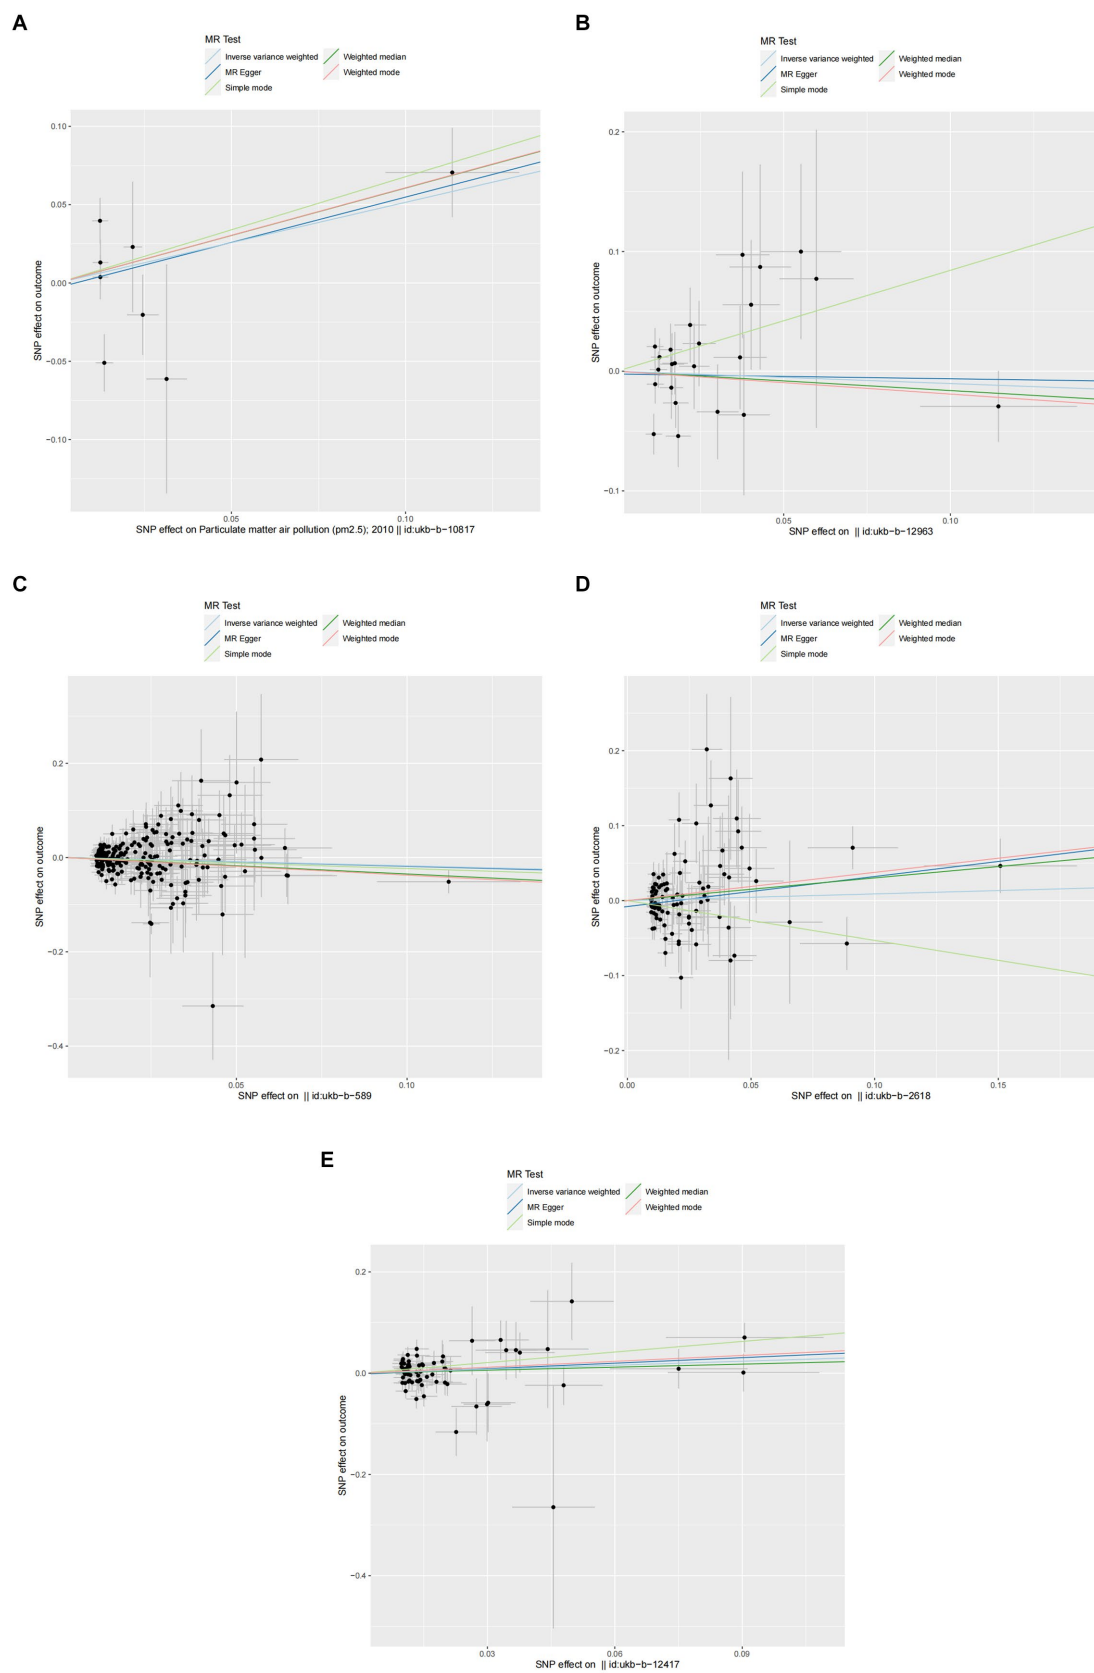 A
MR Test
Inverse variance weighted
Weighted median
MR Egger
Weighted mode
Simple mode
SNP effect on outcome
0.10
0.05
0.00
−0.05
−0.10
0.05
0.10
SNP effect on Particulate matter air pollution (pm2.5); 2010 || id:ukb−b−10817
B
MR Test
Inverse variance weighted
Weighted median
MR Egger
Weighted mode
Simple mode
SNP effect on outcome
0.2
0.1
0.0
−0.1
0.05
0.10
SNP effect on || id:ukb−b−12963
C
MR Test
Inverse variance weighted
Weighted median
MR Egger
Weighted mode
Simple mode
SNP effect on outcome
0.2
0.0
−0.2
−0.4
0.05
0.10
SNP effect on || id:ukb−b−589
D
MR Test
Inverse variance weighted
Weighted median
MR Egger
Weighted mode
Simple mode
SNP effect on outcome
0.2
0.1
0.0
−0.1
−0.2
0.00
0.05
0.10
0.15
SNP effect on || id:ukb−b−2618
E
MR Test
Inverse variance weighted
Weighted median
MR Egger
Weighted mode
Simple mode
SNP effect on outcome
0.2
0.0
−0.2
−0.4
0.03
0.06
0.09
SNP effect on || id:ukb−b−12417